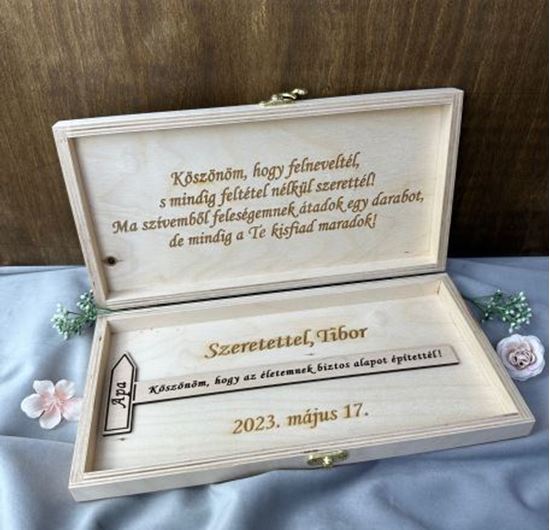 Köszönöm, hogy felneveltél,
s mindig feltétel nélkül szerettél!
Ma szívemből feleségemnek átadok egy darabot,
de mindig a Te kisfiad maradok!
Szeretettel, Tibor
Apa
Köszönöm, hogy az életemnek biztos alapot építettél!
2023. május 17.